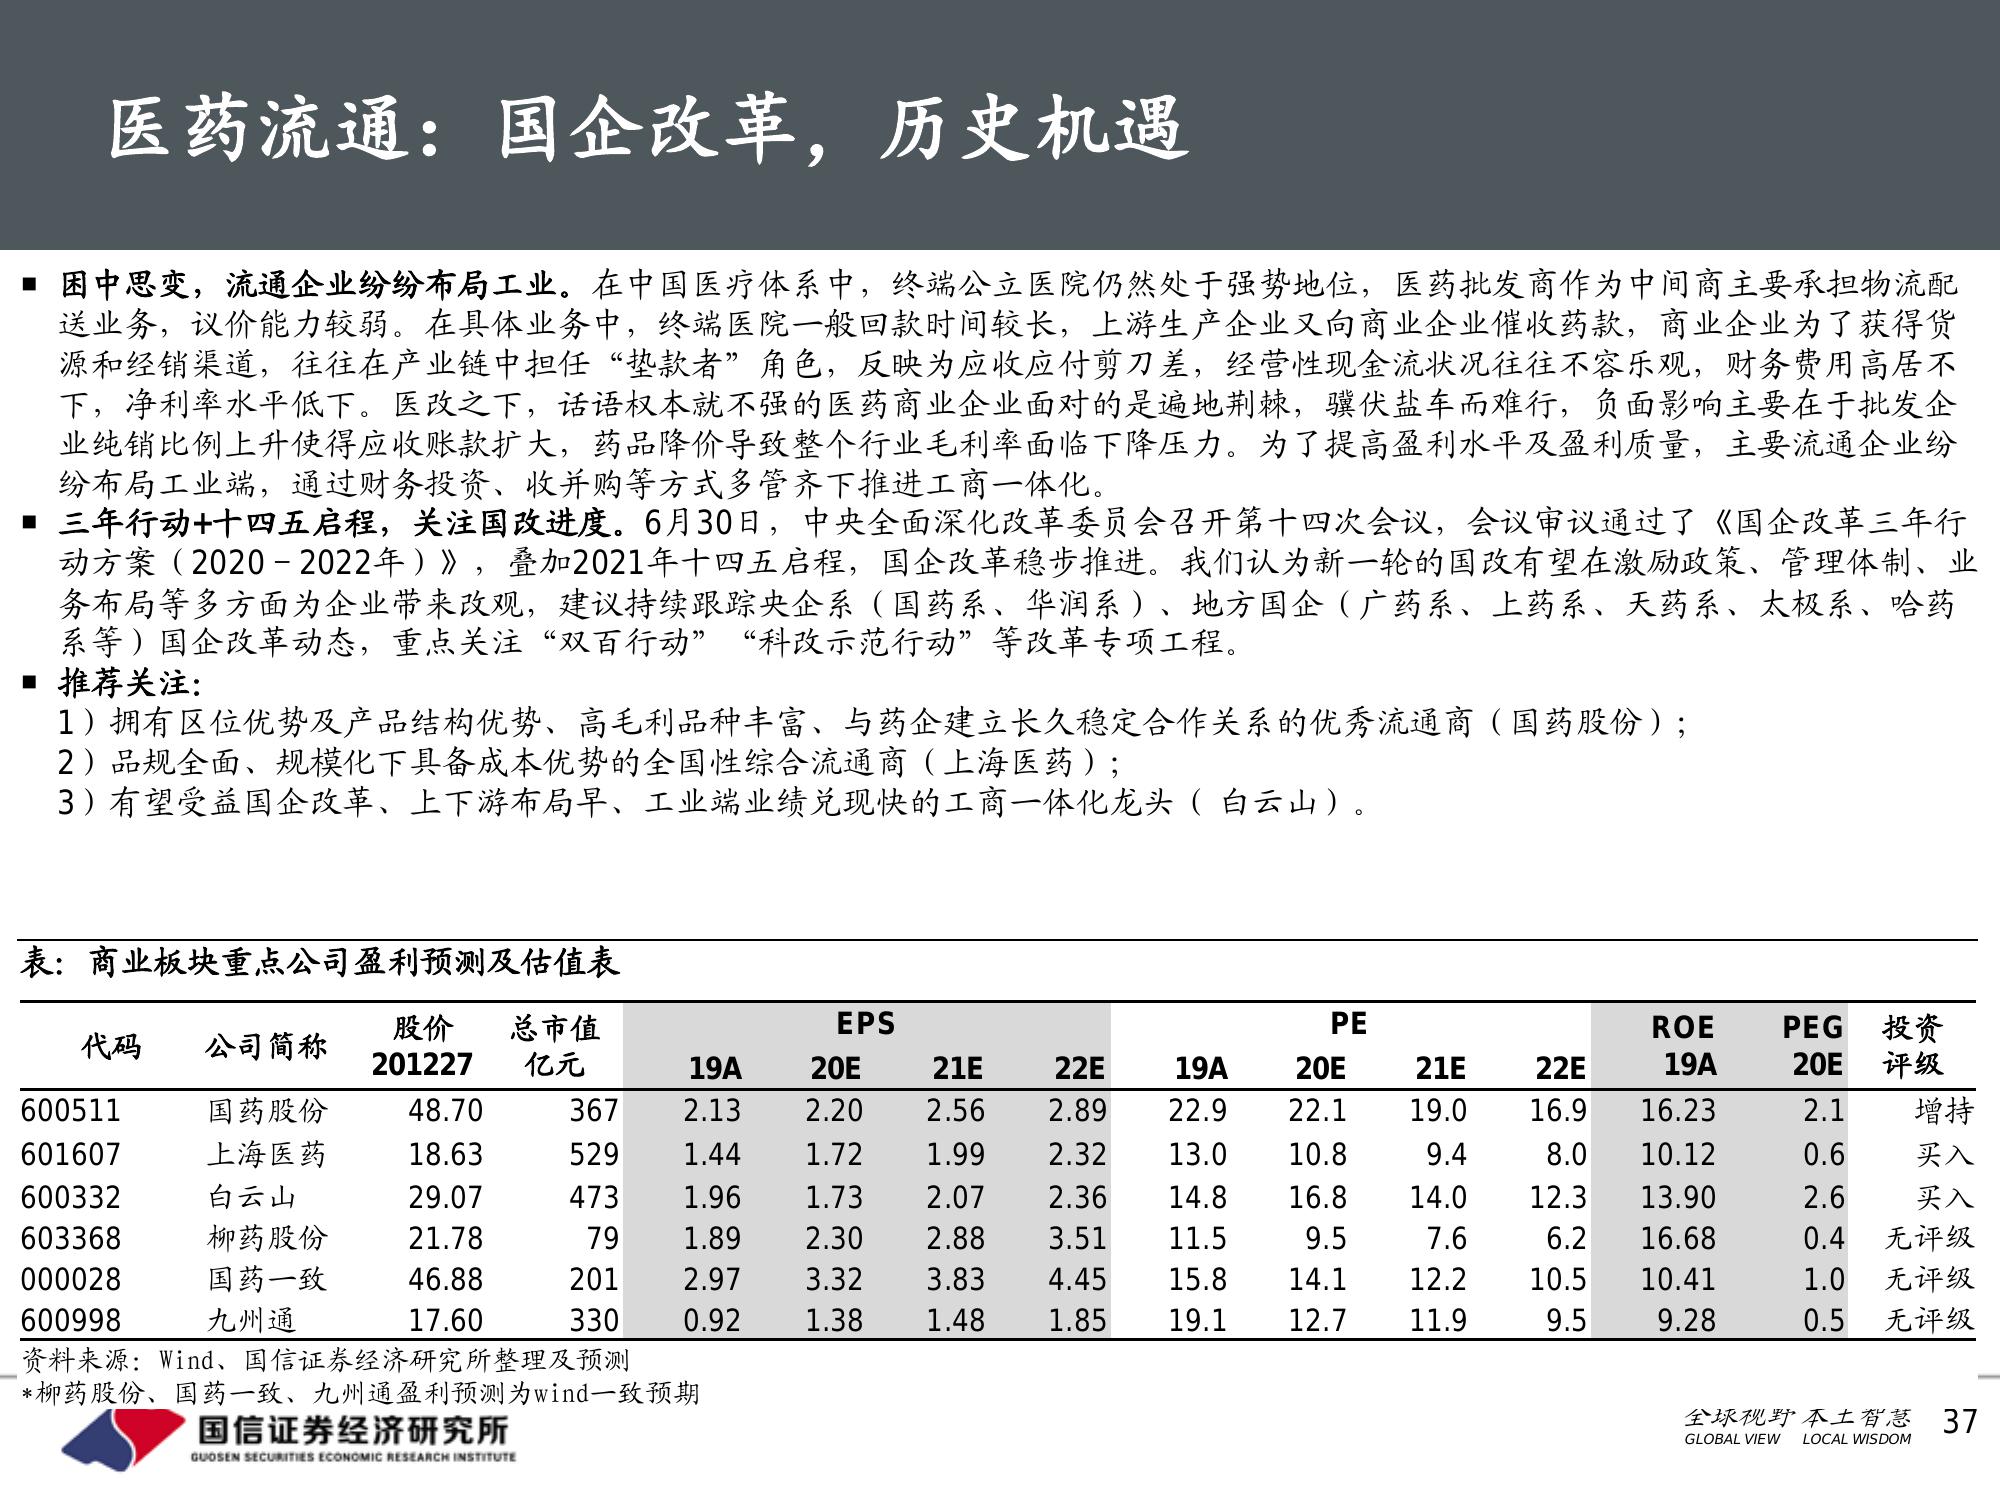 医药流通：国企改革，历史机遇
▪ 困中思变，流通企业纷纷布局工业。在中国医疗体系中，终端公立医院仍然处于强势地位，医药批发商作为中间商主要承担物流配
送业务，议价能力较弱。在具体业务中，终端医院一般回款时间较长，上游生产企业又向商业企业催收药款，商业企业为了获得货
源和经销渠道，往往在产业链中担任“垫款者”角色，反映为应收应付剪刀差，经营性现金流状况往往不容乐观，财务费用高居不
下，净利率水平低下。医改之下，话语权本就不强的医药商业企业面对的是遍地荆棘，骥伏盐车而难行，负面影响主要在于批发企
业纯销比例上升使得应收账款扩大，药品降价导致整个行业毛利率面临下降压力。为了提高盈利水平及盈利质量，主要流通企业纷
纷布局工业端，通过财务投资、收并购等方式多管齐下推进工商一体化。
▪ 三年行动+十四五启程，关注国改进度。6月30日，中央全面深化改革委员会召开第十四次会议，会议审议通过了《国企改革三年行
动方案（2020－2022年）》，叠加2021年十四五启程，国企改革稳步推进。我们认为新一轮的国改有望在激励政策、管理体制、业
务布局等多方面为企业带来改观，建议持续跟踪央企系（国药系、华润系）、地方国企（广药系、上药系、天药系、太极系、哈药
系等）国企改革动态，重点关注“双百行动”“科改示范行动”等改革专项工程。
▪ 推荐关注：
1）拥有区位优势及产品结构优势、高毛利品种丰富、与药企建立长久稳定合作关系的优秀流通商（国药股份）；
2）品规全面、规模化下具备成本优势的全国性综合流通商（上海医药）；
3）有望受益国企改革、上下游布局早、工业端业绩兑现快的工商一体化龙头（ 白云山）。
表：商业板块重点公司盈利预测及估值表
代码 公司简称 股价 总市值 EPS PE ROE PEG 投资
201227 亿元 19A 20E 21E 22E 19A 20E 21E 22E 19A 20E 评级
600511 国药股份 48.70 367 2.13 2.20 2.56 2.89 22.9 22.1 19.0 16.9 16.23 2.1 增持
601607 上海医药 18.63 529 1.44 1.72 1.99 2.32 13.0 10.8 9.4 8.0 10.12 0.6 买入
600332 白云山 29.07 473 1.96 1.73 2.07 2.36 14.8 16.8 14.0 12.3 13.90 2.6 买入
603368 柳药股份 21.78 79 1.89 2.30 2.88 3.51 11.5 9.5 7.6 6.2 16.68 0.4 无评级
000028 国药一致 46.88 201 2.97 3.32 3.83 4.45 15.8 14.1 12.2 10.5 10.41 1.0 无评级
600998 九州通 17.60 330 0.92 1.38 1.48 1.85 19.1 12.7 11.9 9.5 9.28 0.5 无评级
资料来源：Wind、国信证券经济研究所整理及预测
*柳药股份、国药一致、九州通盈利预测为wind一致预期
国信证券经济研究所
GUOSEN SECURITIES ECONOMIC RESEARCH INSTITUTE
全球视野 本土智慧
GLOBAL VIEW LOCAL WISDOM
37